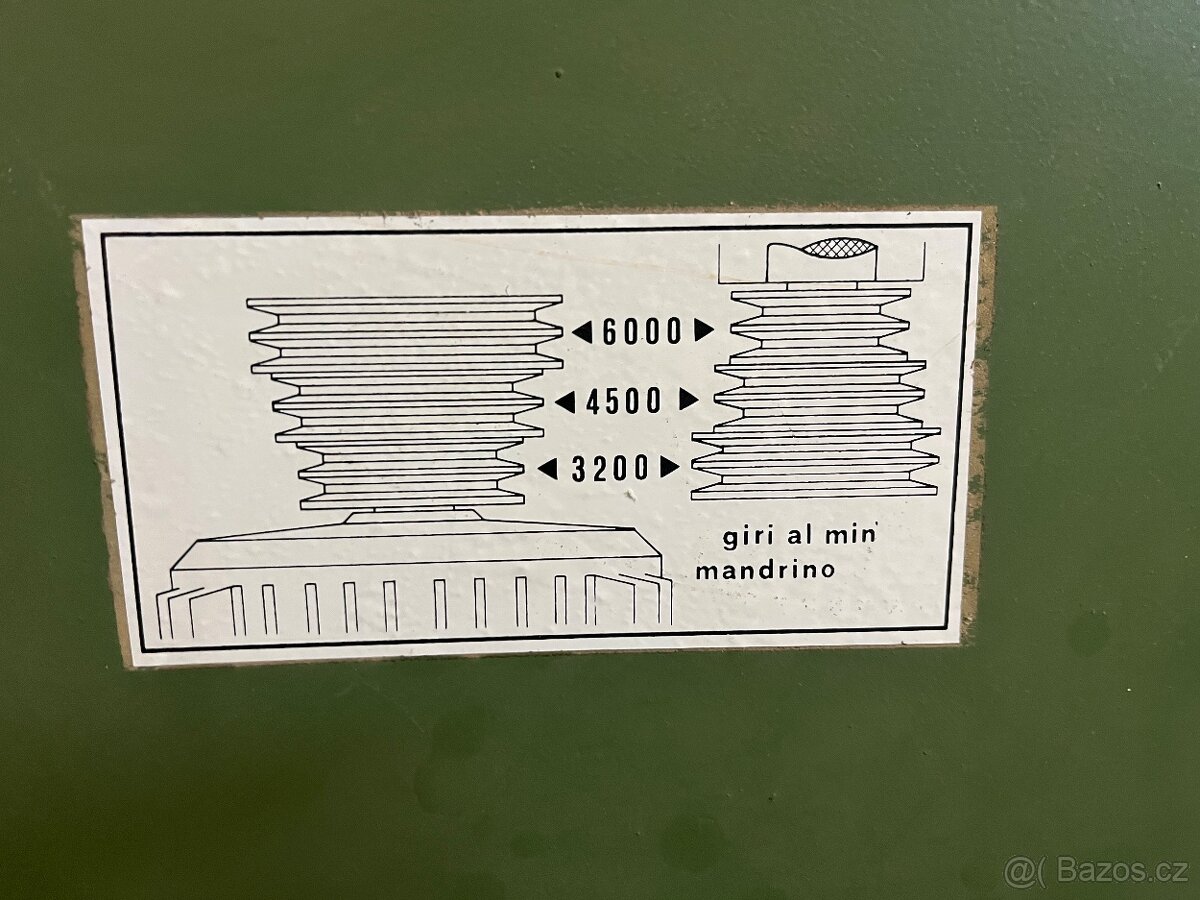 ◀ 6000 ▶
◀ 4500 ▶
◀ 3200 ▶
giri al min'
mandrino
@( Bazos.cz